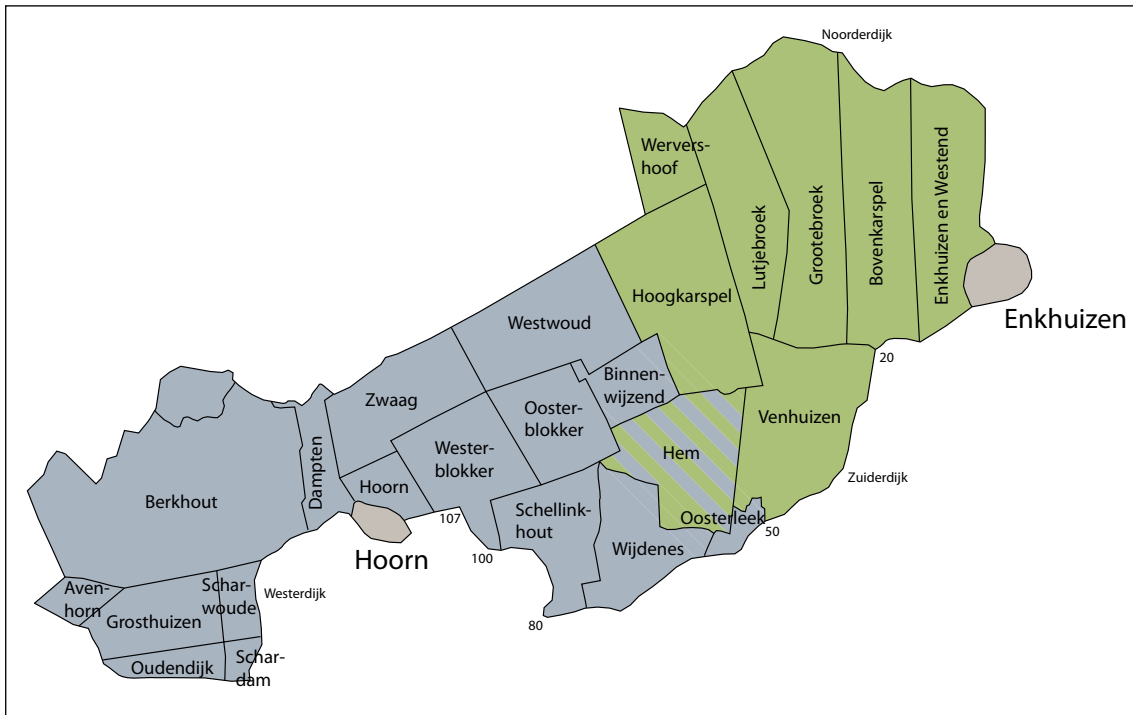 Noorderdijk
Wervers-
hoof
Lutjebroek
Grootebroek
Bovenkarspel
Enkhuizen en Westend
Enkhuizen
Hoogkarspel
Westwoud
20
Binnen-
wijzend
Zwaag
Ooster-
blokker
Venhuizen
Wester-
blokker
Hem
Zuiderdijk
Dampten
Berkhout
Hoorn
Schellink-
hout
Oosterleek
50
107
Wijdenes
100
Hoorn
Aven-
horn
Schar-
woude
Westerdijk
Grosthuizen
80
Oudendijk
Schar-
dam